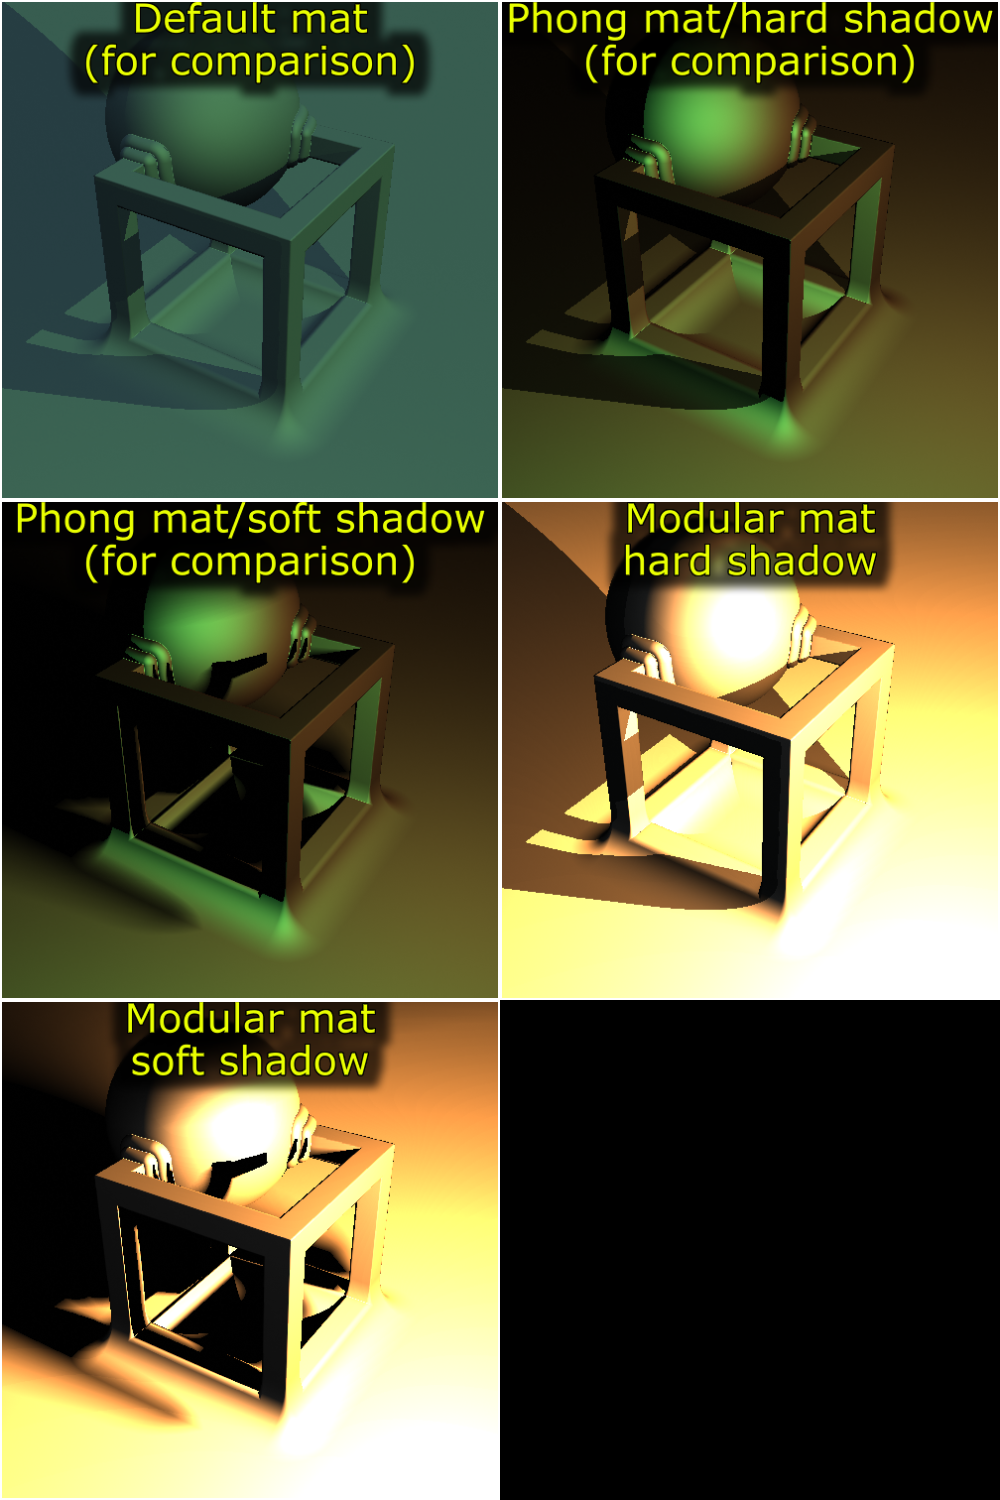 Default mat
(for comparison)
Phong mat/hard shadow
(for comparison)
Phong mat/soft shadow
(for comparison)
Modular mat
hard shadow
Modular mat
soft shadow